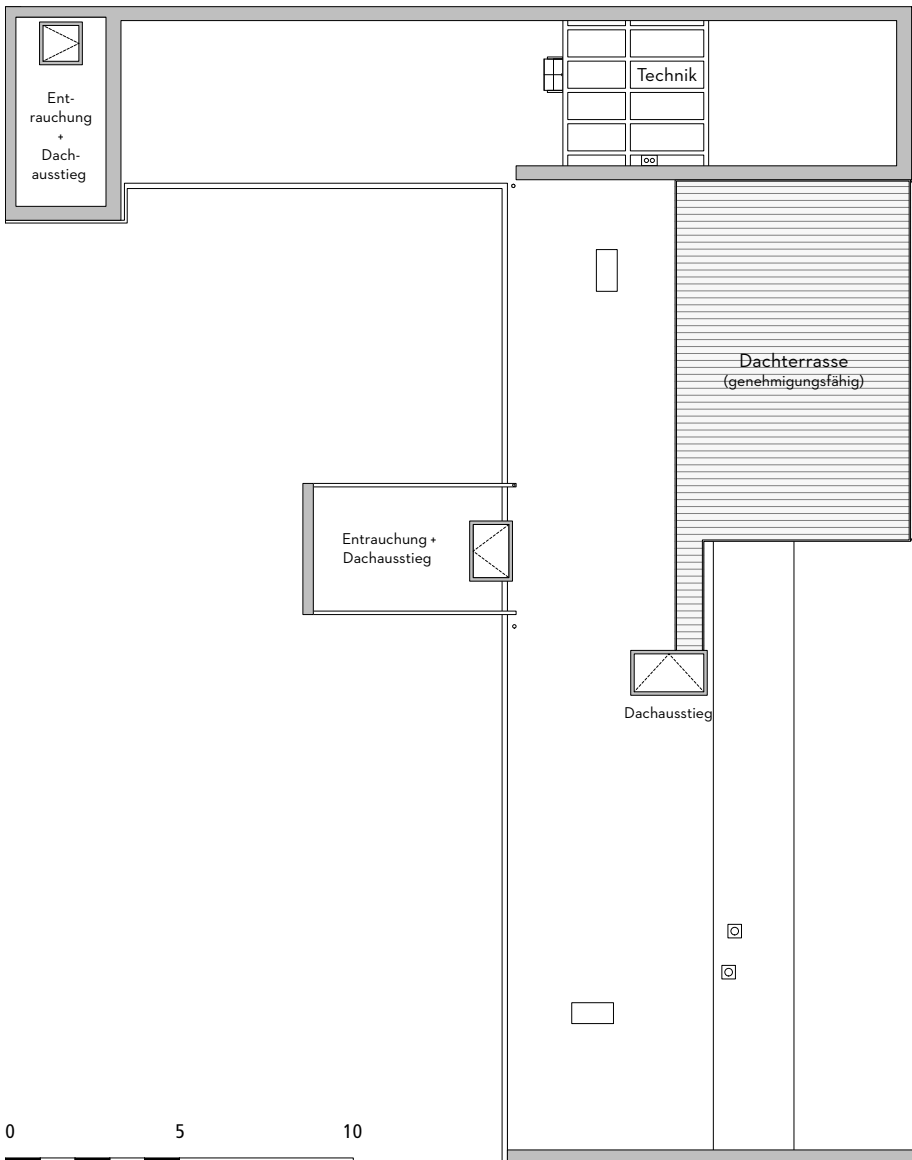 Technik
Ent-
rauchung
+
Dach-
ausstieg
Dachterrasse
(genehmigungsfähig)
Entrauchung +
Dachausstieg
Dachausstieg
0 5 10